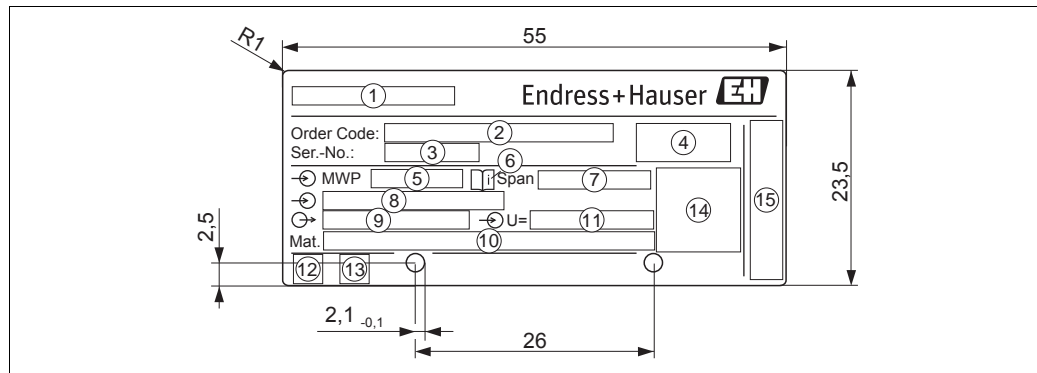 55
R1
1
Endress+Hauser EH
Order Code: 2
4
Ser.-No.: 3
6
MWP 5 i Span 7
8
9 U= 11
14
15
23,5
Mat. 10
2,5
12 13
2,1 -0,1
26